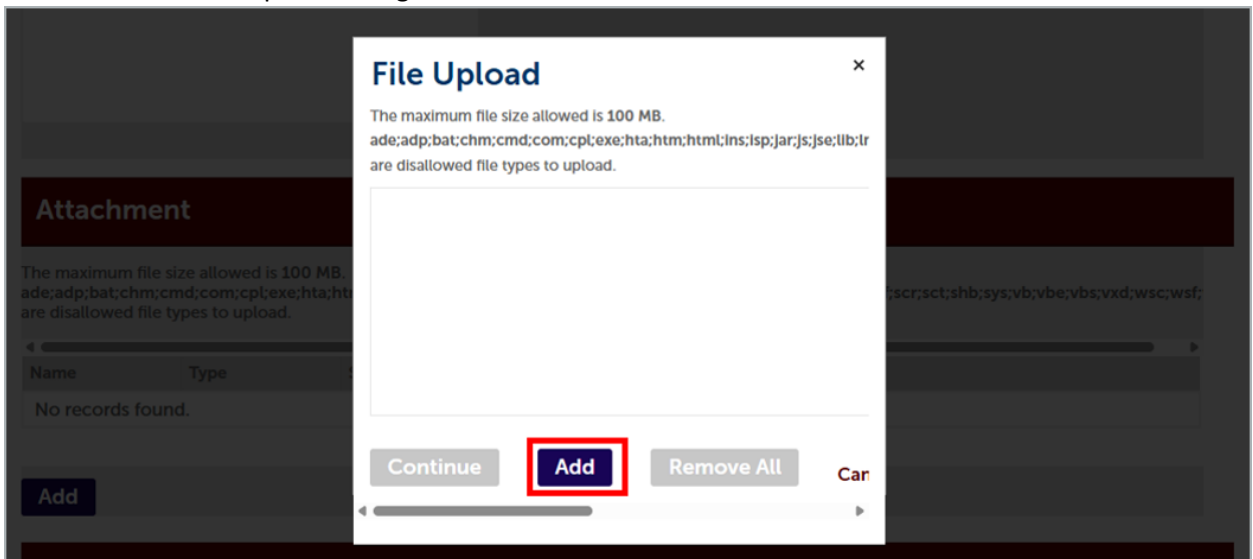 File Upload
×
The maximum file size allowed is 100 MB.
ade;adp;bat;chm;cmd;com;cpl;exe;hta;htm;html;ins;isp;jar;js;jse;lib;lr
are disallowed file types to upload.
Continue
Add
Remove All
Can
Attachment
The maximum file size allowed is 100 MB.
ade;adp;bat;chm;cmd;com;cpl;exe;hta;ht
;scr;sct;shb;sys;vb;vbe;vbs;vxd;wsc;wsf;
are disallowed file types to upload.
Name Type
No records found.
Add